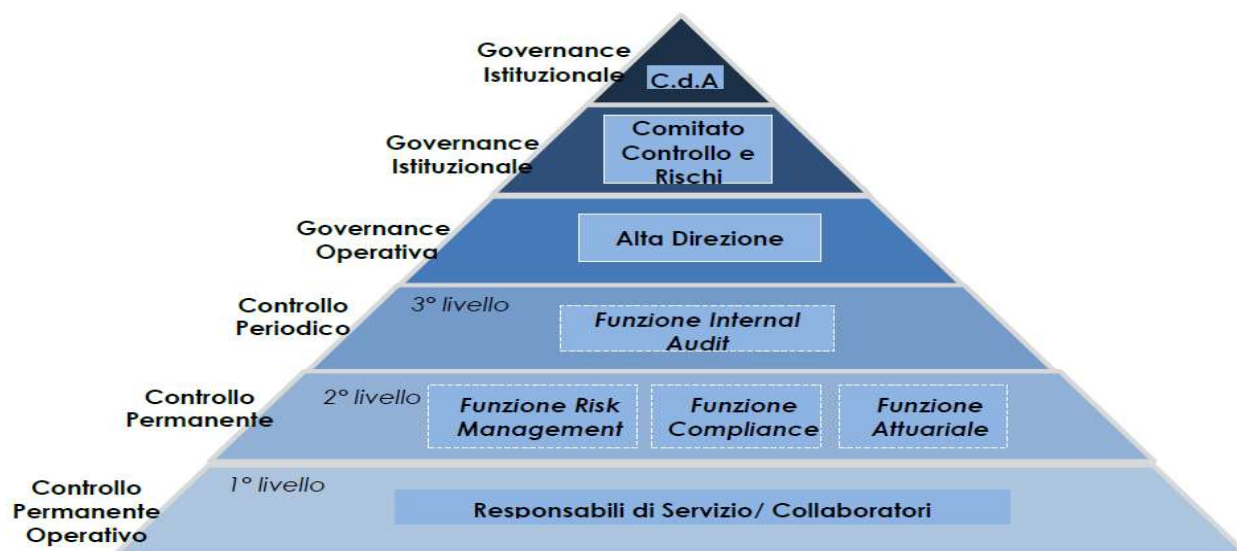 Governance
Istituzionale
C.d.A
Governance
Istituzionale
Comitato
Controllo e
Rischi
Governance
Operativa
Alta Direzione
Controllo
Periodico
3° livello
Funzione Internal
Audit
Controllo
Permanente
2° livello
Funzione Risk
Management
Funzione
Compliance
Funzione
Attuariale
Controllo
Permanente
Operativo
1° livello
Responsabili di Servizio/ Collaboratori